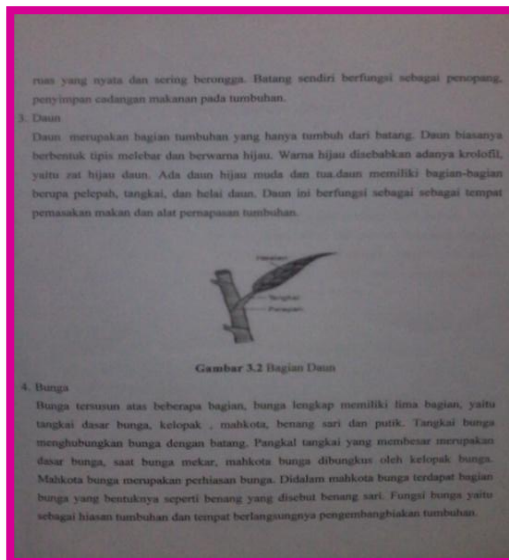 ruas yang nyata dan sering berongga. Batang sendiri berfungsi sebagai penopang,
penyimpan cadangan makanan pada tumbuhan.
3. Daun
Daun merupakan bagian tumbuhan yang hanya tumbuh dari batang. Daun biasanya
berbentuk tipis melebar dan berwarna hijau. Warna hijau disebabkan adanya krolofil,
yaitu zat hijau daun. Ada daun hijau muda dan tua.daun memiliki bagian-bagian
berupa pelepah, tangkai, dan helai daun. Daun ini berfungsi sebagai sebagai tempat
pemasakan makan dan alat pernapasan tumbuhan.
Tangkai
Gambar 3.2 Bagian Daun
4. Bunga
Bunga tersusun atas beberapa bagian, bunga lengkap memiliki lima bagian, yaitu
tangkai dasar bunga, kelopak , mahkota, benang sari dan putik. Tangkai bunga
menghubungkan bunga dengan batang. Pangkal tangkai yang membesar merupakan
dasar bunga, saat bunga mekar, mahkota bunga dibungkus oleh kelopak bunga.
Mahkota bunga merupakan perhiasan bunga. Didalam mahkota bunga terdapat bagian
bunga yang bentuknya seperti benang yang disebut benang sari. Fungsi bunga yaitu
sebagai hiasan tumbuhan dan tempat berlangsungnya pengembangbiakan tumbuhan.